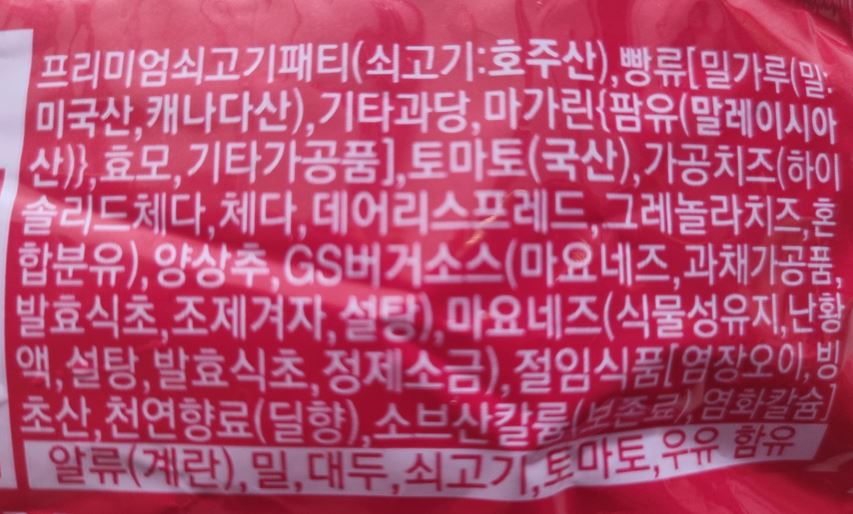 프리미엄쇠고기패티(쇠고기:호주산),빵류[밀가루(밀:
미국산,캐나다산),기타과당,마가린{팜유(말레이시아
산)},효모,기타가공품],토마토(국산),가공치즈(하이
솔리드체다,체다,데어리스프레드,그레놀라치즈,혼
합분유),양상추,GS버거소스(마요네즈,과채가공품,
발효식초,조제겨자,설탕),마요네즈(식물성유지,난황
액,설탕,발효식초,정제소금),절임식품[염장오이,빙
초산,천연향료(딜향),소브산칼륨(보존료),염화칼슘]
알류(계란),밀,대두,쇠고기,토마토,우유 함유